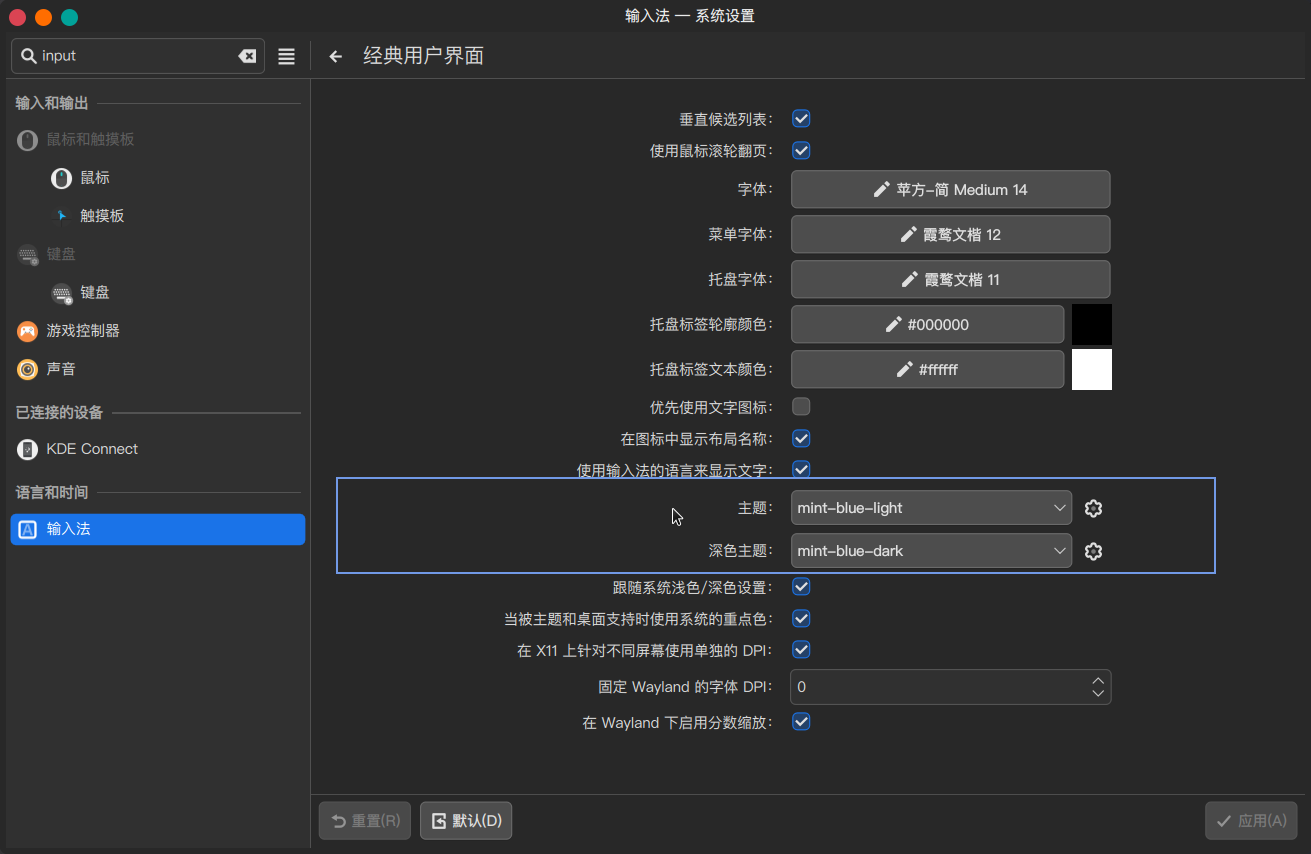 输入法 — 系统设置
input
经典用户界面
输入和输出
鼠标和触摸板
鼠标
触摸板
键盘
键盘
游戏控制器
声音
已连接的设备
KDE Connect
语言和时间
输入法
垂直候选列表：
使用鼠标滚轮翻页：
字体： 苹方-简 Medium 14
菜单字体： 霞鹜文楷 12
托盘字体： 霞鹜文楷 11
托盘标签轮廓颜色： #000000
托盘标签文本颜色： #ffffff
优先使用文字图标：
在图标中显示布局名称：
使用输入法的语言来显示文字：
主题： mint-blue-light
深色主题： mint-blue-dark
跟随系统浅色/深色设置：
当被主题和桌面支持时使用系统的重点色：
在 X11 上针对不同屏幕使用单独的 DPI：
固定 Wayland 的字体 DPI： 0
在 Wayland 下启用分数缩放：
重置(R) 默认(D) 应用(A)